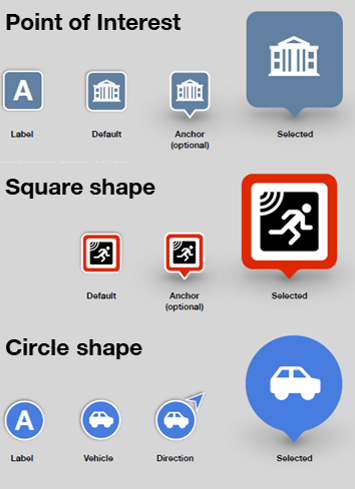 Point of Interest
A
Label
Default
Anchor
(optional)
Selected
Square shape
Default
Anchor
(optional)
Selected
Circle shape
A
Label
Vehicle
Direction
Selected